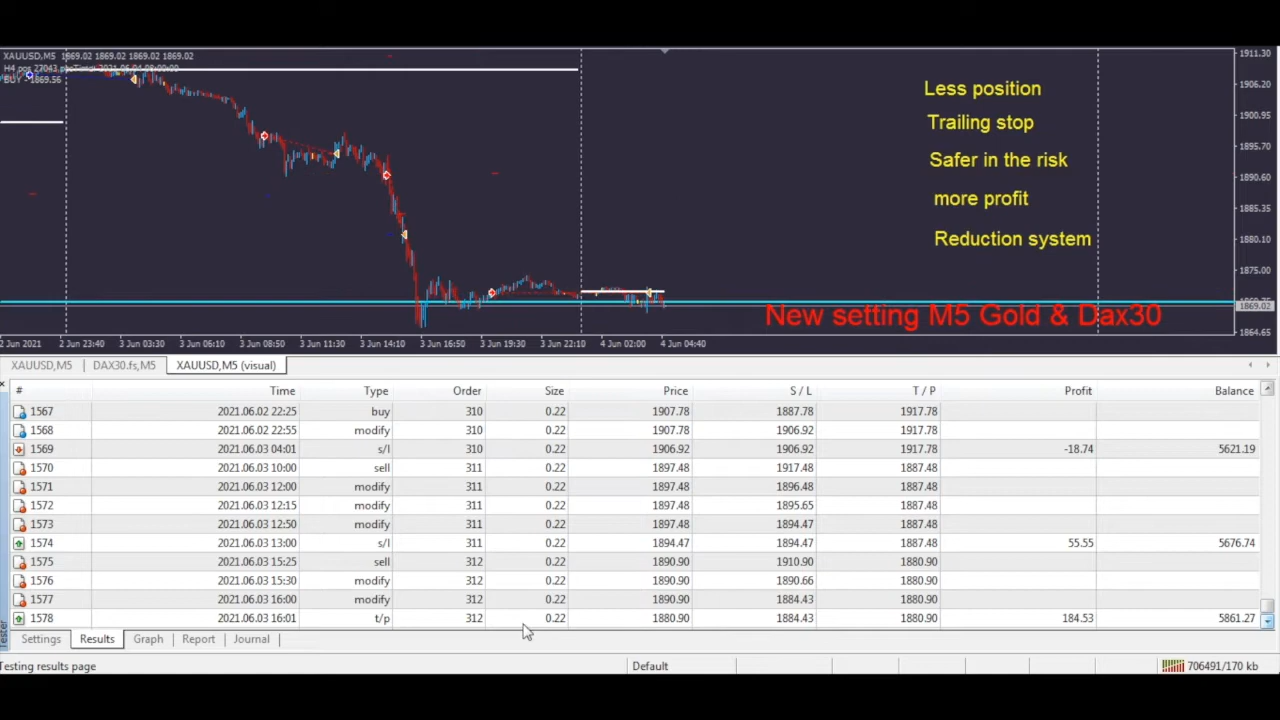 XAUUSD,M5 1869.02 1869.02 1869.02 1869.02
BUY - 1869.56
1911.30
1906.20
1900.95
1895.70
1890.60
1885.35
1880.10
1875.00
1869.02
1864.65
Less position
Trailing stop
Safer in the risk
more profit
Reduction system
New setting M5 Gold & Dax30
2 Jun 2021 2 Jun 23:40 3 Jun 03:30 3 Jun 06:10 3 Jun 08:50 3 Jun 11:30 3 Jun 14:10 3 Jun 16:50 3 Jun 19:30 3 Jun 22:10 4 Jun 02:00 4 Jun 04:40
XAUUSD,M5 DAX30.fs,M5 XAUUSD,M5 (visual)
# Time Type Order Size Price S / L T / P Profit Balance
1567 2021.06.02 22:25 buy 310 0.22 1907.78 1887.78 1917.78
1568 2021.06.02 22:55 modify 310 0.22 1907.78 1906.92 1917.78
1569 2021.06.03 04:01 s/l 310 0.22 1906.92 1906.92 1917.78 -18.74 5621.19
1570 2021.06.03 10:00 sell 311 0.22 1897.48 1917.48 1887.48
1571 2021.06.03 12:00 modify 311 0.22 1897.48 1896.48 1887.48
1572 2021.06.03 12:15 modify 311 0.22 1897.48 1895.65 1887.48
1573 2021.06.03 12:50 modify 311 0.22 1897.48 1894.47 1887.48
1574 2021.06.03 13:00 s/l 311 0.22 1894.47 1894.47 1887.48 55.55 5676.74
1575 2021.06.03 15:25 sell 312 0.22 1890.90 1910.90 1880.90
1576 2021.06.03 15:30 modify 312 0.22 1890.90 1890.66 1880.90
1577 2021.06.03 16:00 modify 312 0.22 1890.90 1884.43 1880.90
1578 2021.06.03 16:01 t/p 312 0.22 1880.90 1884.43 1880.90 184.53 5861.27
Tester
Settings Results Graph Report Journal
Testing results page Default 706491/170 kb